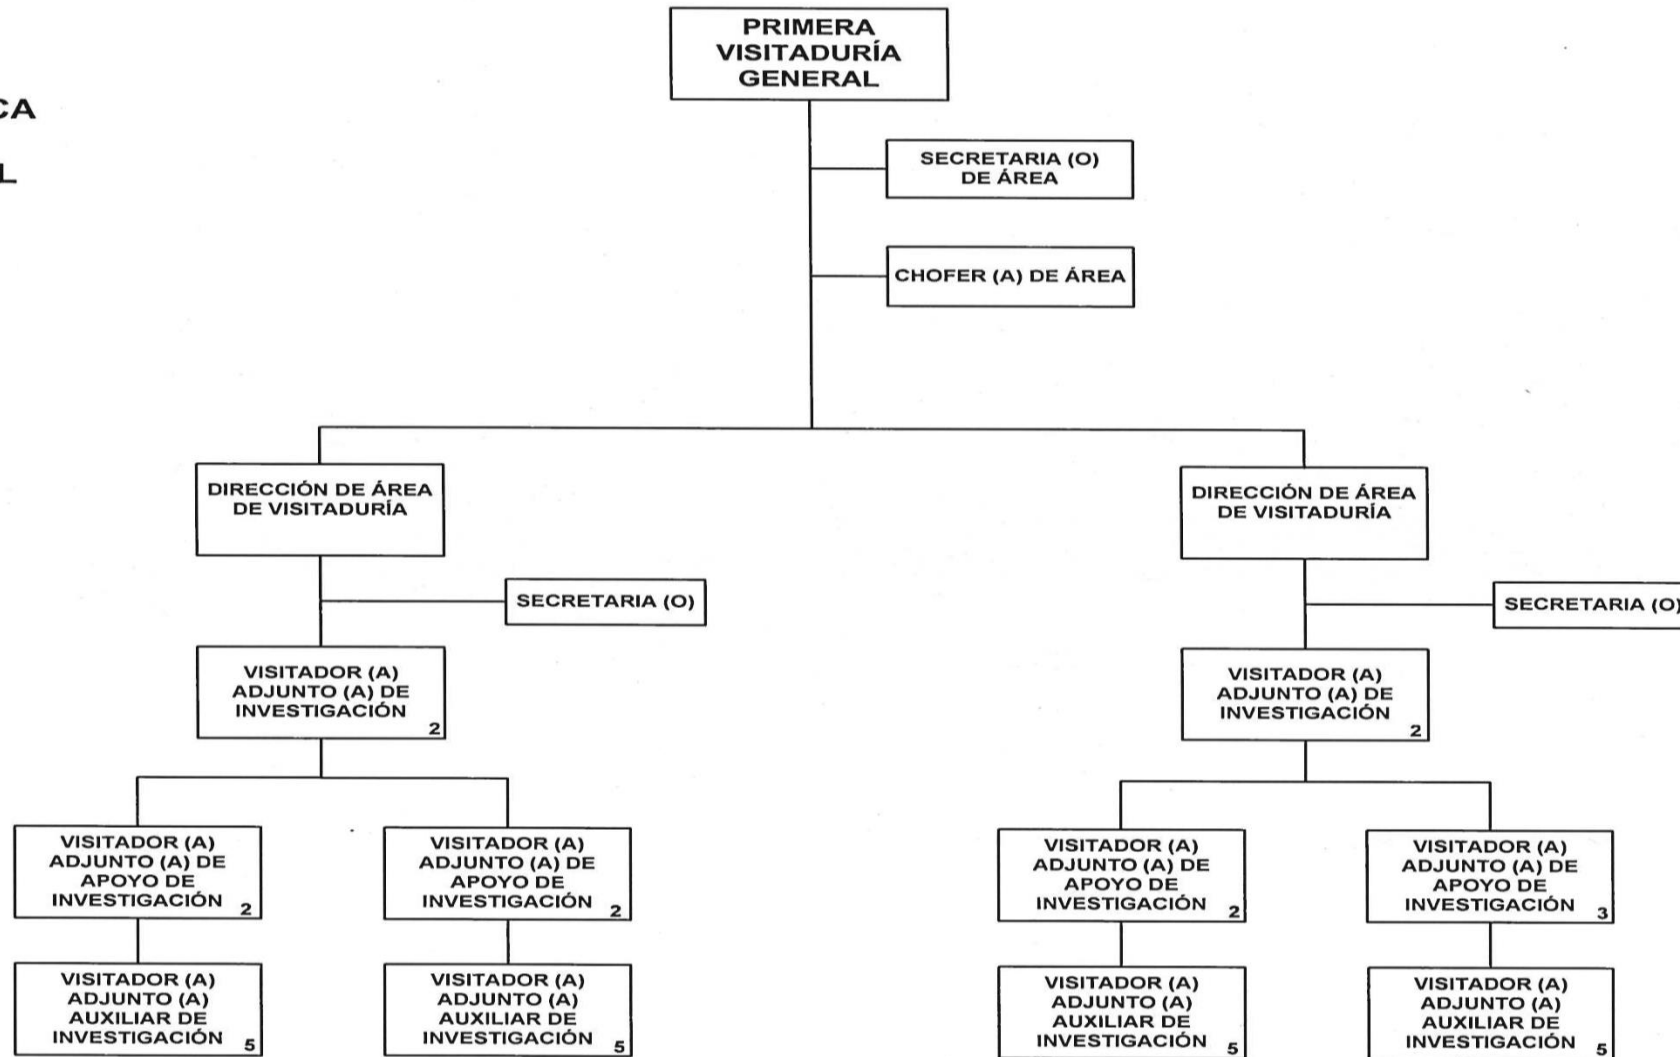 CA
L
PRIMERA
VISITADURÍA
GENERAL
SECRETARIA (O)
DE ÁREA
CHOFER (A) DE ÁREA
DIRECCIÓN DE ÁREA
DE VISITADURÍA
DIRECCIÓN DE ÁREA
DE VISITADURÍA
SECRETARIA (O)
SECRETARIA (O)
VISITADOR (A)
ADJUNTO (A) DE
INVESTIGACIÓN
2
VISITADOR (A)
ADJUNTO (A) DE
INVESTIGACIÓN
2
VISITADOR (A)
ADJUNTO (A) DE
APOYO DE
INVESTIGACIÓN
2
VISITADOR (A)
ADJUNTO (A) DE
APOYO DE
INVESTIGACIÓN
2
VISITADOR (A)
ADJUNTO (A) DE
APOYO DE
INVESTIGACIÓN
2
VISITADOR (A)
ADJUNTO (A) DE
APOYO DE
INVESTIGACIÓN
3
VISITADOR (A)
ADJUNTO (A)
AUXILIAR DE
INVESTIGACIÓN
5
VISITADOR (A)
ADJUNTO (A)
AUXILIAR DE
INVESTIGACIÓN
5
VISITADOR (A)
ADJUNTO (A)
AUXILIAR DE
INVESTIGACIÓN
5
VISITADOR (A)
ADJUNTO (A)
AUXILIAR DE
INVESTIGACIÓN
5